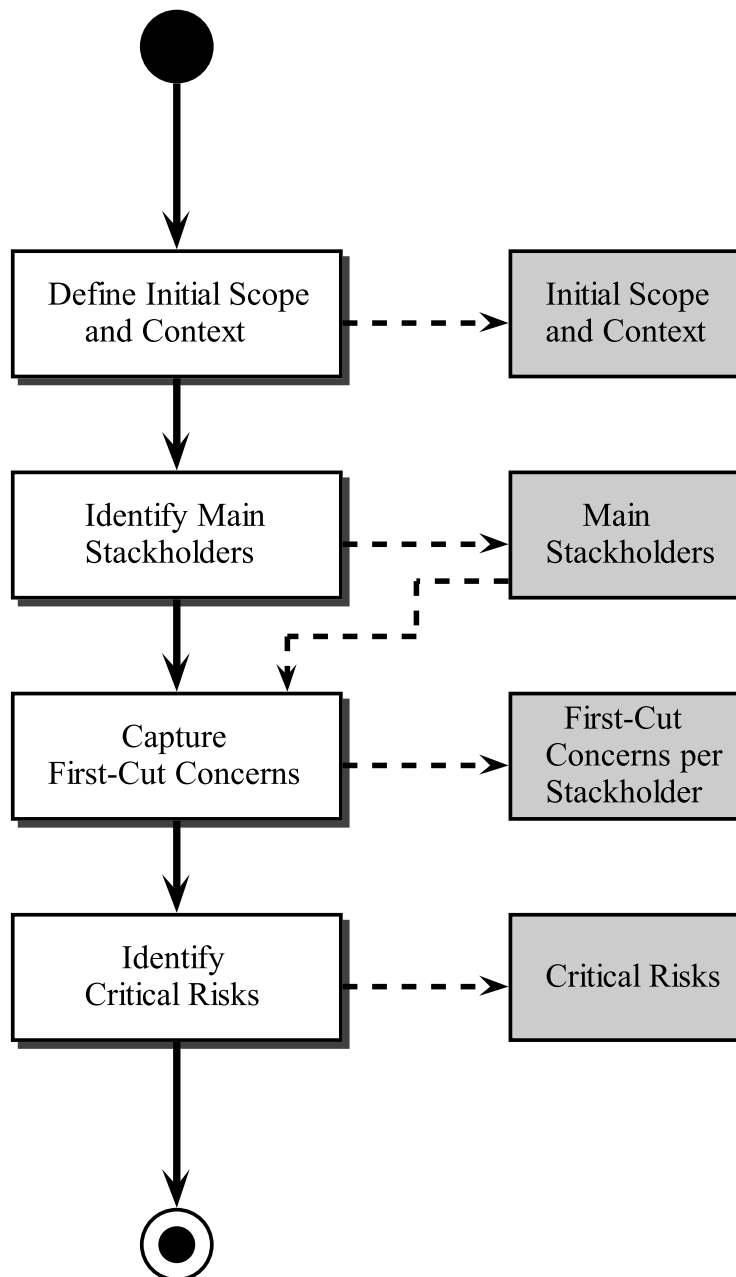 Define Initial Scope
and Context
Initial Scope
and Context
Identify Main
Stackholders
Main
Stackholders
Capture
First-Cut Concerns
First-Cut
Concerns per
Stackholder
Identify
Critical Risks
Critical Risks